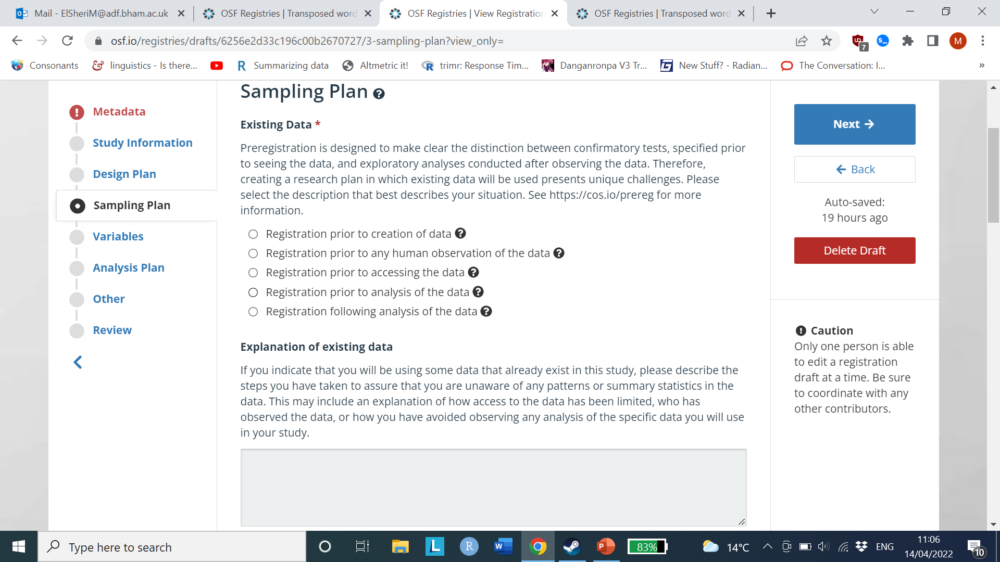 Mail - ElSheriM@adf.bham.ac.uk
OSF Registries | Transposed word
OSF Registries | View Registration
OSF Registries | Transposed word
osf.io/registries/drafts/6256e2d33c196c00b2670727/3-sampling-plan?view_only=
7
S_
M
Consonants
linguistics - Is there...
R
Summarizing data
Altmetric it!
R
trimr: Response Tim...
Danganronpa V3 Tr...
New Stuff? - Radian...
The Conversation: I...
»
Metadata
Study Information
Design Plan
Sampling Plan
Variables
Analysis Plan
Other
Review
Sampling Plan ?
Existing Data *
Preregistration is designed to make clear the distinction between confirmatory tests, specified prior
to seeing the data, and exploratory analyses conducted after observing the data. Therefore,
creating a research plan in which existing data will be used presents unique challenges. Please
select the description that best describes your situation. See https://cos.io/prereg for more
information.
Registration prior to creation of data ?
Registration prior to any human observation of the data ?
Registration prior to accessing the data ?
Registration prior to analysis of the data ?
Registration following analysis of the data ?
Explanation of existing data
If you indicate that you will be using some data that already exist in this study, please describe the
steps you have taken to assure that you are unaware of any patterns or summary statistics in the
data. This may include an explanation of how access to the data has been limited, who has
observed the data, or how you have avoided observing any analysis of the specific data you will use
in your study.
Next →
← Back
Auto-saved:
19 hours ago
Delete Draft
Caution
Only one person is able
to edit a registration
draft at a time. Be sure
to coordinate with any
other contributors.
Type here to search
L
R
W
P
83%
14°C
ENG
11:06
14/04/2022
10